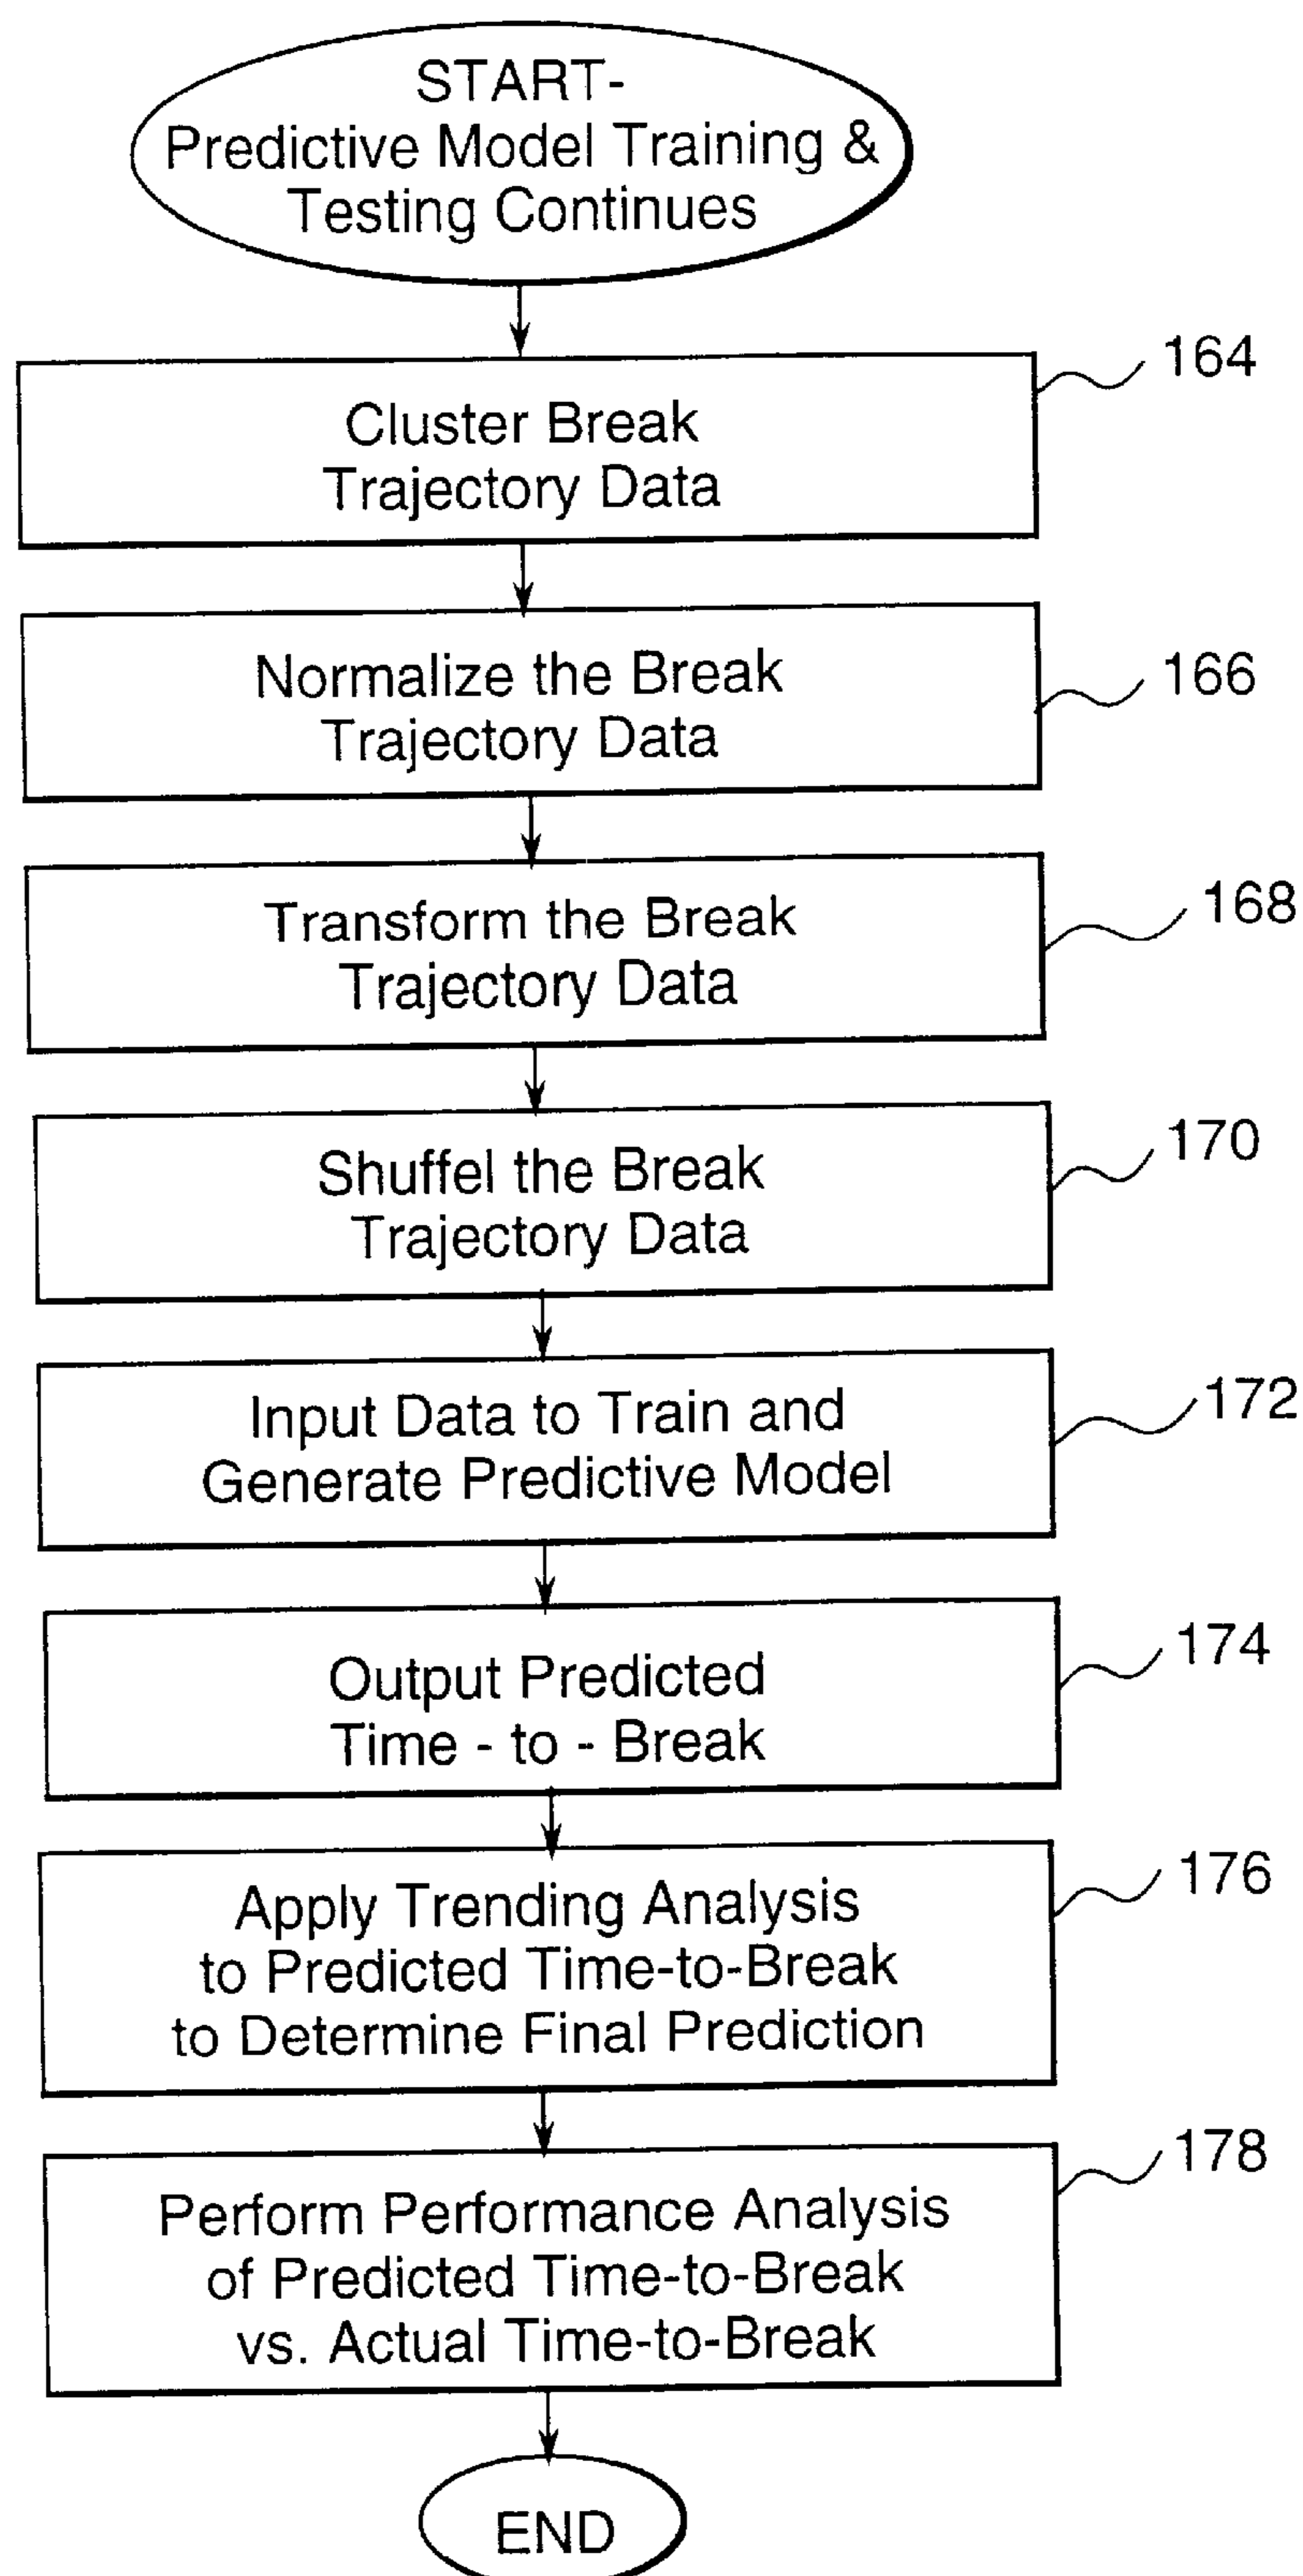 START-
Predictive Model Training &
Testing Continues
164
Cluster Break
Trajectory Data
166
Normalize the Break
Trajectory Data
168
Transform the Break
Trajectory Data
170
Shuffel the Break
Trajectory Data
172
Input Data to Train and
Generate Predictive Model
174
Output Predicted
Time - to - Break
176
Apply Trending Analysis
to Predicted Time-to-Break
to Determine Final Prediction
178
Perform Performance Analysis
of Predicted Time-to-Break
vs. Actual Time-to-Break
END